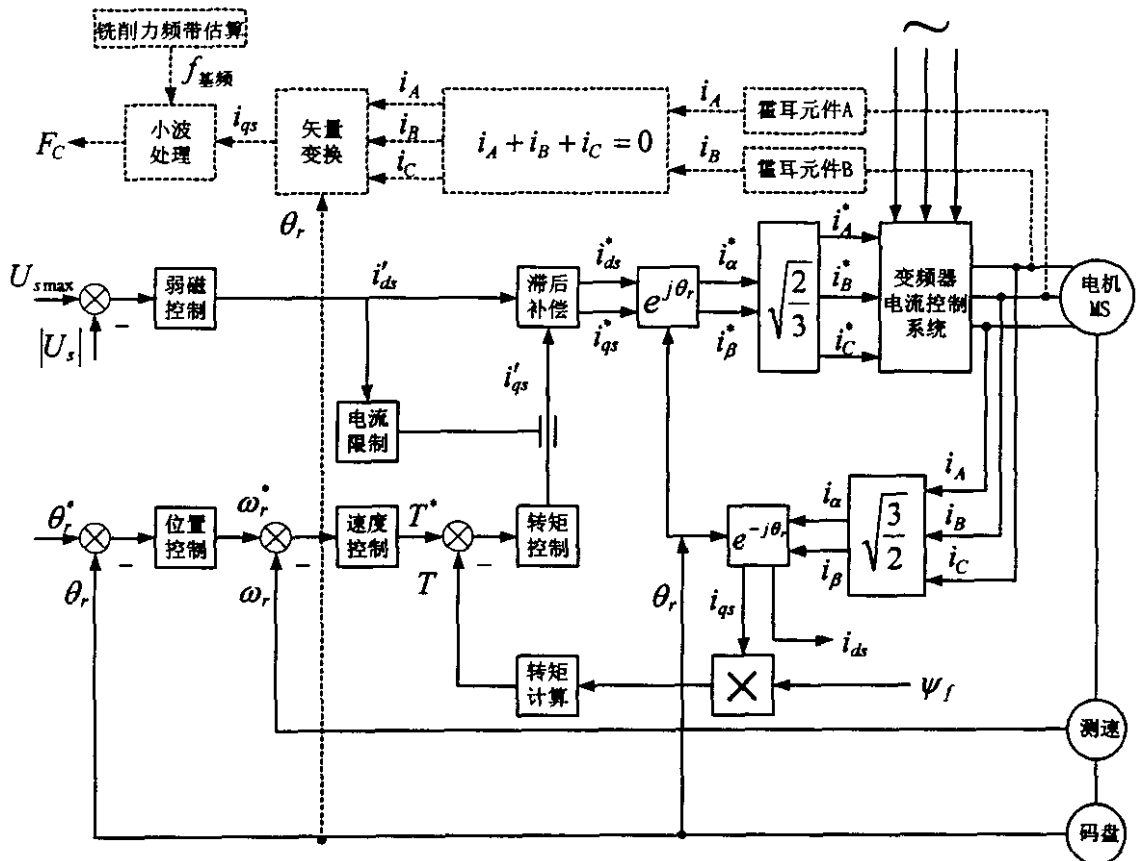 铣削力频带估算
f基频
F_C
小波
处理
i_qs
矢量
变换
i_A
i_B
i_C
i_A + i_B + i_C = 0
i_A
i_B
霍耳元件A
霍耳元件B
~
θ_r
U_smax
|U_s|
−
弱磁
控制
i'_ds
滞后
补偿
i*_ds
i*_qs
e^{jθ_r}
i*_α
i*_β
√(2/3)
i*_A
i*_B
i*_C
变频器
电流控制
系统
电机
MS
i'_qs
电流
限制
θ*_r
θ_r
−
位置
控制
ω*_r
ω_r
−
速度
控制
T*
T
−
转矩
控制
e^{-jθ_r}
i_α
i_β
√(3/2)
i_A
i_B
i_C
θ_r
i_qs
i_ds
转矩
计算
×
ψ_f
测速
码盘